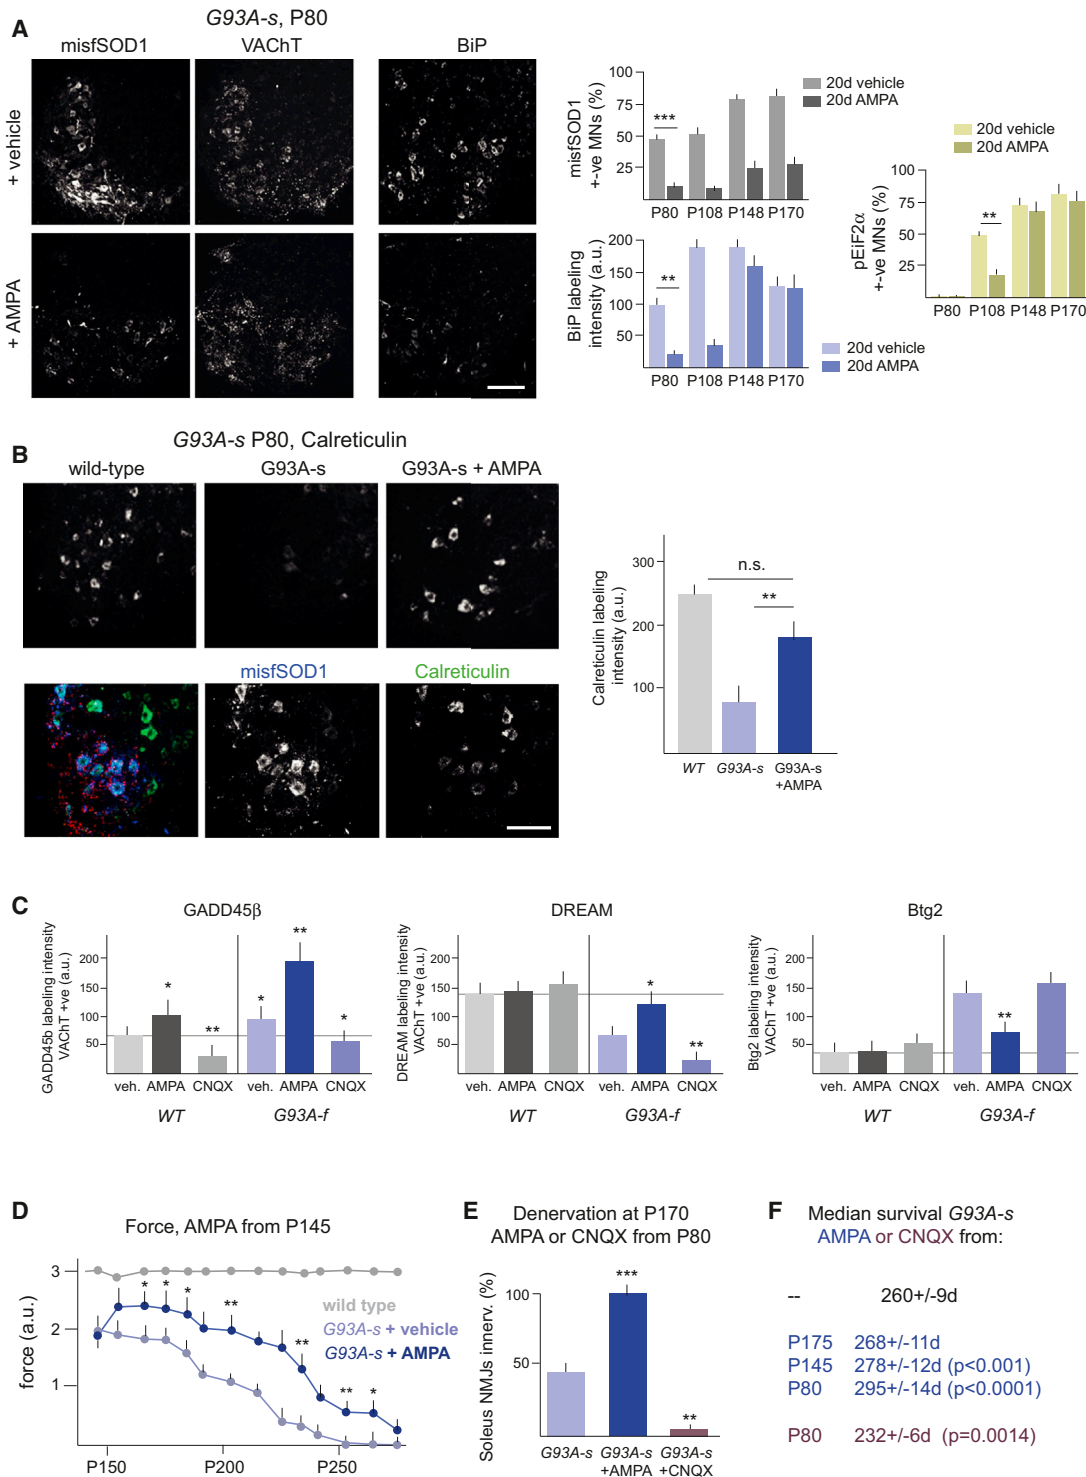 A
G93A-s, P80
misfSOD1
VAChT
BiP
+ vehicle
+ AMPA
misfSOD1
+-ve MNs (%)
100
75
50
25
***
P80 P108 P148 P170
20d vehicle
20d AMPA
BiP labeling
intensity (a.u.)
200
150
100
50
**
P80 P108 P148 P170
20d vehicle
20d AMPA
20d vehicle
20d AMPA
pEiF2α
+-ve MNs (%)
100
75
50
25
**
P80 P108 P148 P170
B
G93A-s P80, Calreticulin
wild-type
G93A-s
G93A-s + AMPA
misfSOD1
Calreticulin
Calreticulin labeling
intensity (a.u.)
300
200
100
n.s.
**
WT G93A-s G93A-s
+AMPA
C
GADD45β
GADD45b labeling intensity
VAChT +ve (a.u.)
200
150
100
50
* ** * ** *
veh. AMPA CNQX veh. AMPA CNQX
WT G93A-f
DREAM
DREAM labeling intensity
VAChT +ve (a.u.)
200
150
100
50
* **
veh. AMPA CNQX veh. AMPA CNQX
WT G93A-f
Btg2
Btg2 labeling intensity
VAChT +ve (a.u.)
200
150
100
50
**
veh. AMPA CNQX veh. AMPA CNQX
WT G93A-f
D
Force, AMPA from P145
force (a.u.)
3
2
1
* * * ** ** ** *
wild type
G93A-s + vehicle
G93A-s + AMPA
P150 P200 P250
E
Denervation at P170
AMPA or CNQX from P80
Soleus NMJs innerv. (%)
100
50
*** **
G93A-s G93A-s G93A-s
+AMPA +CNQX
F
Median survival G93A-s
AMPA or CNQX from:
-- 260+/-9d
P175 268+/-11d
P145 278+/-12d (p<0.001)
P80 295+/-14d (p<0.0001)
P80 232+/-6d (p=0.0014)